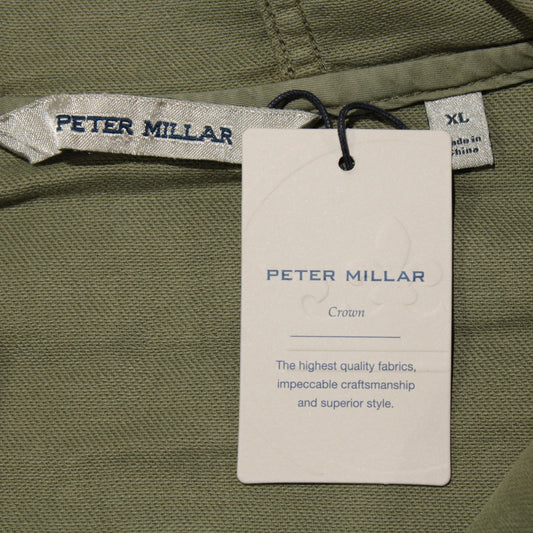 PETER MILLAR
XL
Made in
China
PETER MILLAR
Crown
The highest quality fabrics,
impeccable craftsmanship
and superior style.